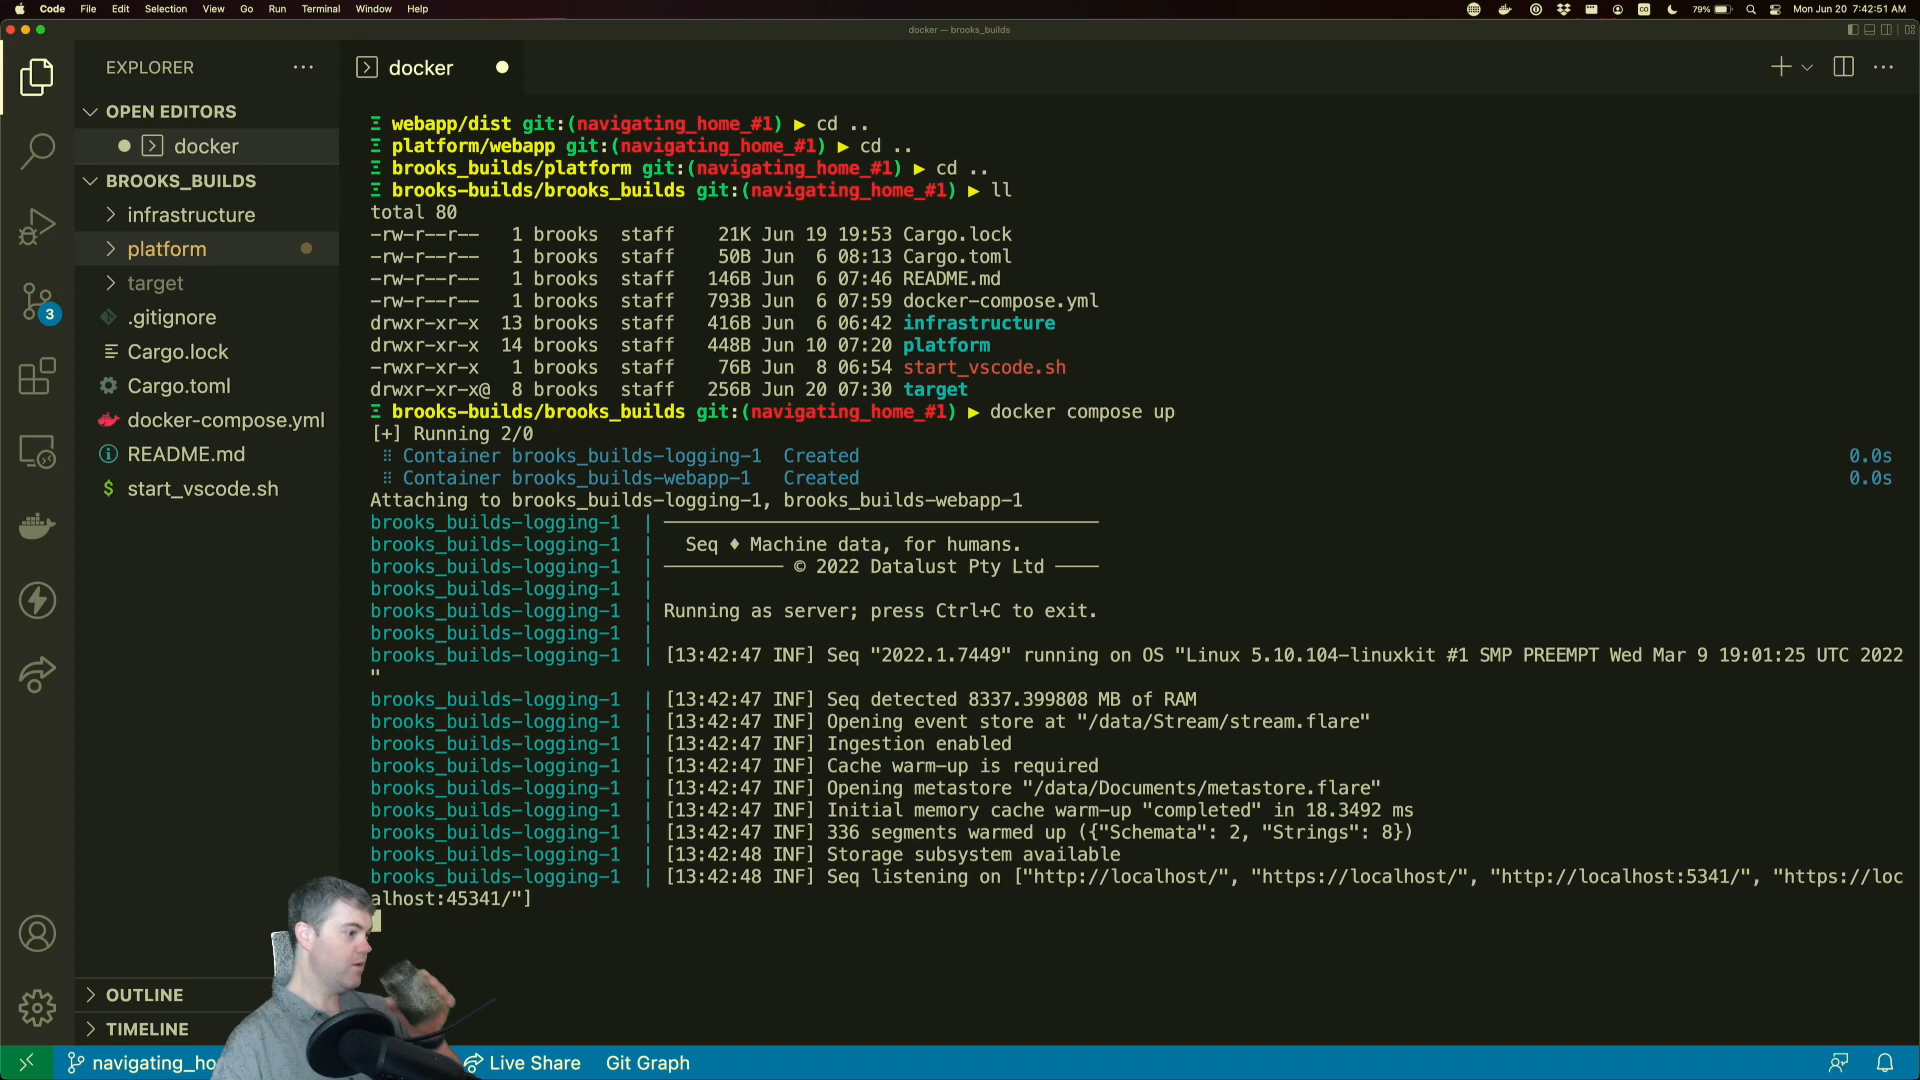 Code File Edit Selection View Go Run Terminal Window Help 79% Mon Jun 20 7:42:51 AM
docker — brooks_builds
EXPLORER
OPEN EDITORS
docker
BROOKS_BUILDS
infrastructure
platform
target
.gitignore
Cargo.lock
Cargo.toml
docker-compose.yml
README.md
start_vscode.sh
3
OUTLINE
TIMELINE
docker
Ξ webapp/dist git:(navigating_home_#1) ▶ cd ..
Ξ platform/webapp git:(navigating_home_#1) ▶ cd ..
Ξ brooks_builds/platform git:(navigating_home_#1) ▶ cd ..
Ξ brooks-builds/brooks_builds git:(navigating_home_#1) ▶ ll
total 80
-rw-r--r-- 1 brooks staff 21K Jun 19 19:53 Cargo.lock
-rw-r--r-- 1 brooks staff 50B Jun 6 08:13 Cargo.toml
-rw-r--r-- 1 brooks staff 146B Jun 6 07:46 README.md
-rw-r--r-- 1 brooks staff 793B Jun 6 07:59 docker-compose.yml
drwxr-xr-x 13 brooks staff 416B Jun 6 06:42 infrastructure
drwxr-xr-x 14 brooks staff 448B Jun 10 07:20 platform
-rwxr-xr-x 1 brooks staff 76B Jun 8 06:54 start_vscode.sh
drwxr-xr-x@ 8 brooks staff 256B Jun 20 07:30 target
Ξ brooks-builds/brooks_builds git:(navigating_home_#1) ▶ docker compose up
[+] Running 2/0
⠿ Container brooks_builds-logging-1 Created 0.0s
⠿ Container brooks_builds-webapp-1 Created 0.0s
Attaching to brooks_builds-logging-1, brooks_builds-webapp-1
brooks_builds-logging-1 | ────────────────────────────────────────
brooks_builds-logging-1 | Seq ♦ Machine data, for humans.
brooks_builds-logging-1 | ─────────── © 2022 Datalust Pty Ltd ────
brooks_builds-logging-1 |
brooks_builds-logging-1 | Running as server; press Ctrl+C to exit.
brooks_builds-logging-1 |
brooks_builds-logging-1 | [13:42:47 INF] Seq "2022.1.7449" running on OS "Linux 5.10.104-linuxkit #1 SMP PREEMPT Wed Mar 9 19:01:25 UTC 2022
"
brooks_builds-logging-1 | [13:42:47 INF] Seq detected 8337.399808 MB of RAM
brooks_builds-logging-1 | [13:42:47 INF] Opening event store at "/data/Stream/stream.flare"
brooks_builds-logging-1 | [13:42:47 INF] Ingestion enabled
brooks_builds-logging-1 | [13:42:47 INF] Cache warm-up is required
brooks_builds-logging-1 | [13:42:47 INF] Opening metastore "/data/Documents/metastore.flare"
brooks_builds-logging-1 | [13:42:47 INF] Initial memory cache warm-up "completed" in 18.3492 ms
brooks_builds-logging-1 | [13:42:47 INF] 336 segments warmed up ({"Schemata": 2, "Strings": 8})
brooks_builds-logging-1 | [13:42:48 INF] Storage subsystem available
brooks_builds-logging-1 | [13:42:48 INF] Seq listening on ["http://localhost/", "https://localhost/", "http://localhost:5341/", "https://loc
alhost:45341/"]
navigating_ho Live Share Git Graph